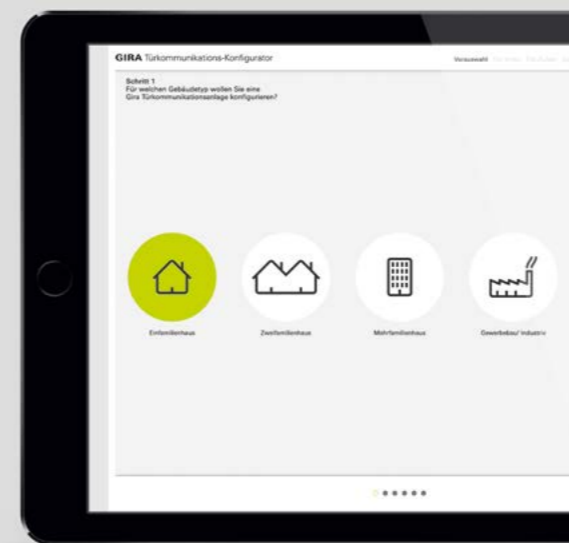 GIRA Türkommunikations-Konfigurator
Vorauswahl
Schritt 1
Für welchen Gebäudetyp wollen Sie eine
Gira Türkommunikationsanlage konfigurieren?
Einfamilienhaus
Zweifamilienhaus
Mehrfamilienhaus
Gewerbebau/ Industrie